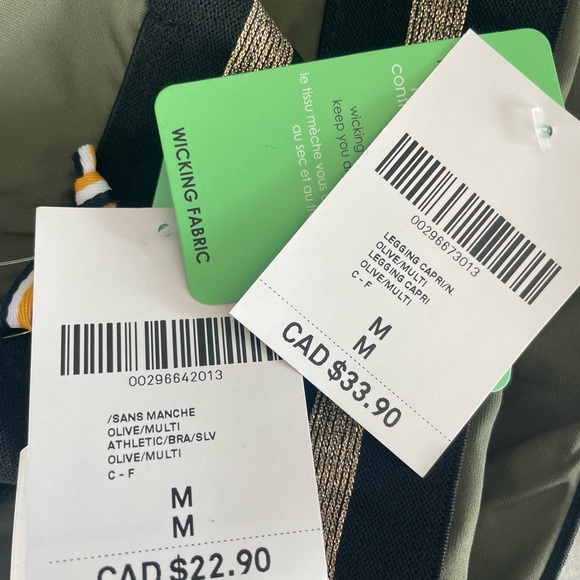 WICKING FABRIC
wicking
keep you d
le tissu mèche vous
au sec et au f
00296673013
LEGGING CAPRI/N.
OLIVE/MULTI
LEGGING CAPRI
OLIVE/MULTI
C - F
M
M
CAD $33.90
00296642013
/SANS MANCHE
OLIVE/MULTI
ATHLETIC/BRA/SLV
OLIVE/MULTI
C - F
M
M
CAD $22.90